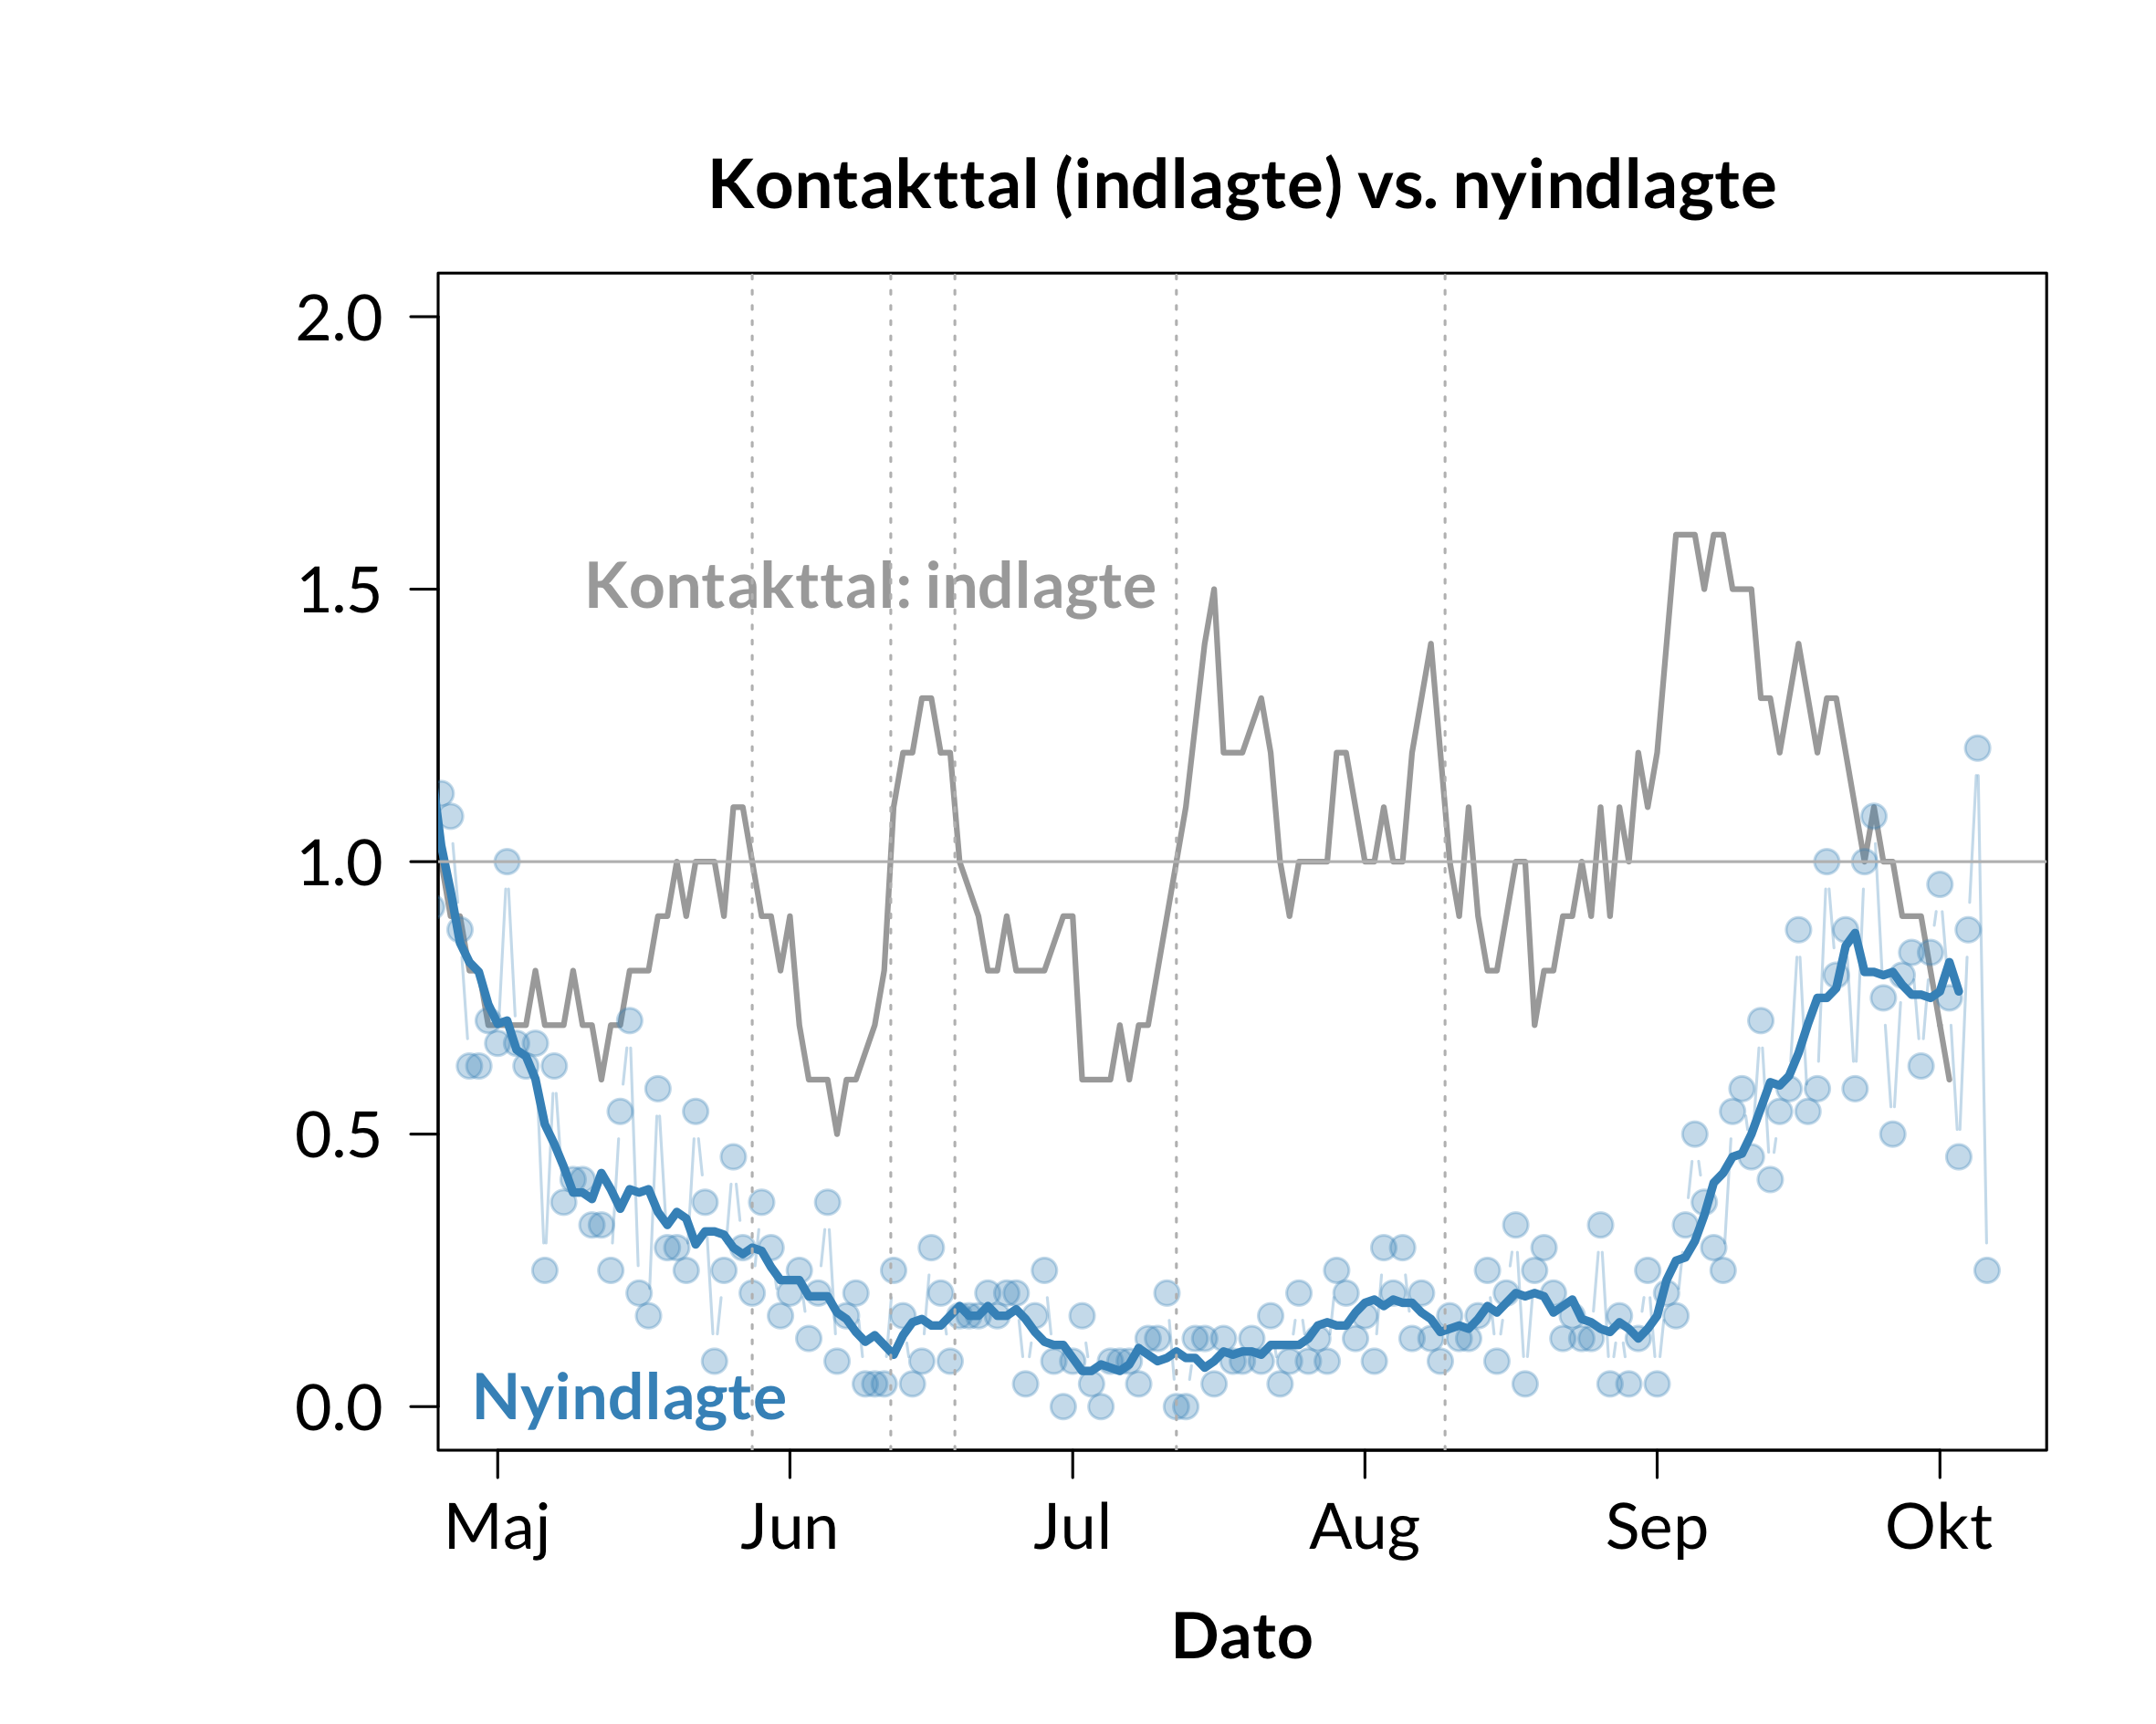 Kontakttal (indlagte) vs. nyindlagte
2.0
1.5
1.0
0.5
0.0
Kontakttal: indlagte
Nyindlagte
Maj Jun Jul Aug Sep Okt
Dato